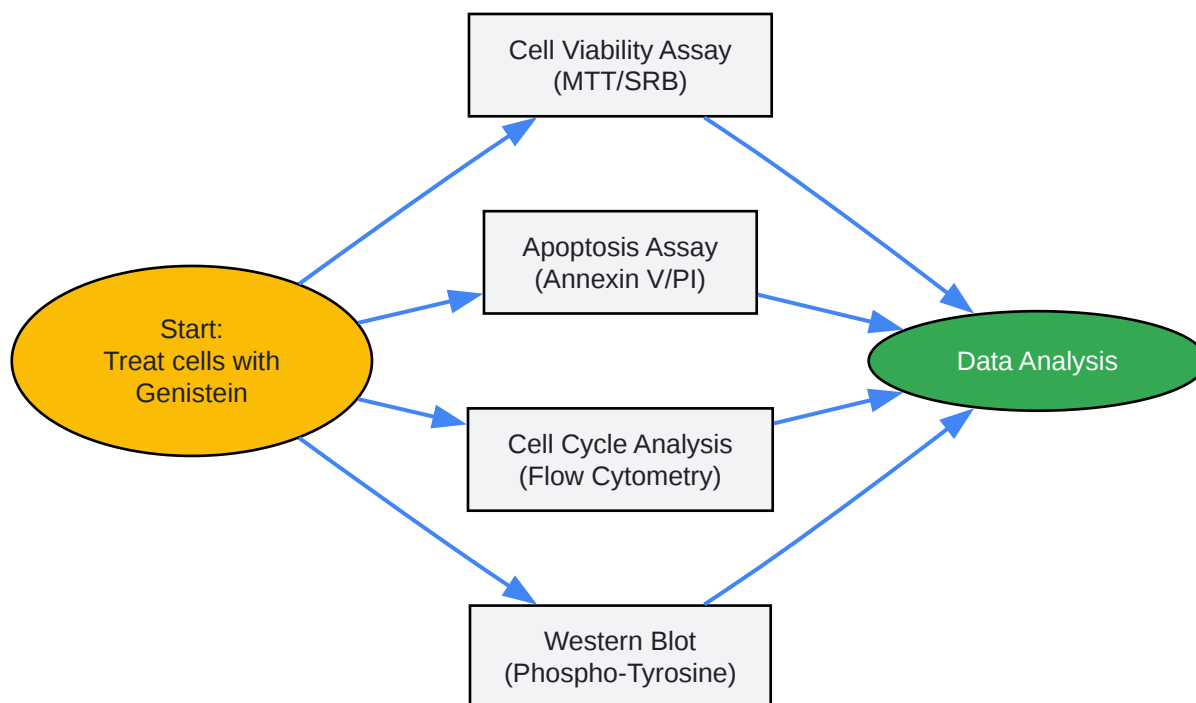 Cell Viability Assay
(MTT/SRB)
Apoptosis Assay
(Annexin V/PI)
Start:
Treat cells with
Genistein
Data Analysis
Cell Cycle Analysis
(Flow Cytometry)
Western Blot
(Phospho-Tyrosine)